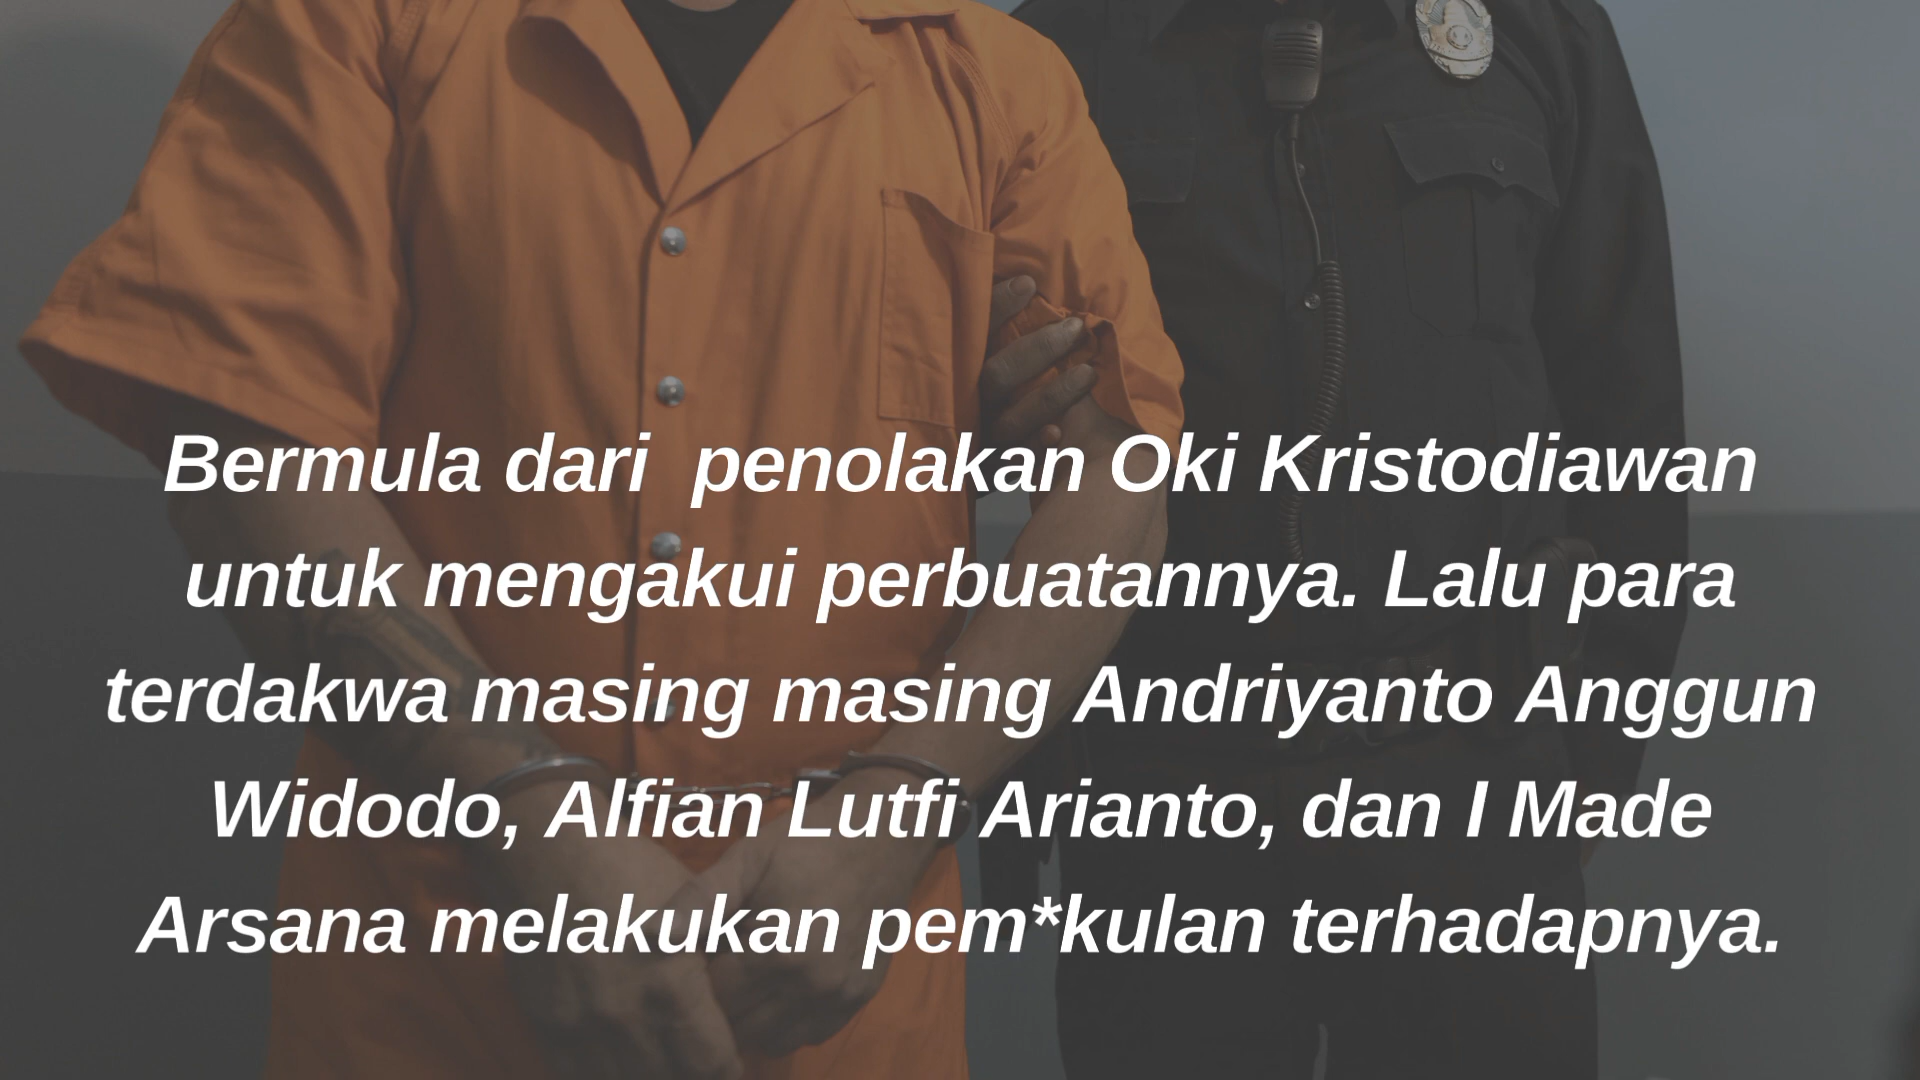 Bermula dari  penolakan Oki Kristodiawan
untuk mengakui perbuatannya. Lalu para
terdakwa masing masing Andriyanto Anggun
Widodo, Alfian Lutfi Arianto, dan I Made
Arsana melakukan pem*kulan terhadapnya.